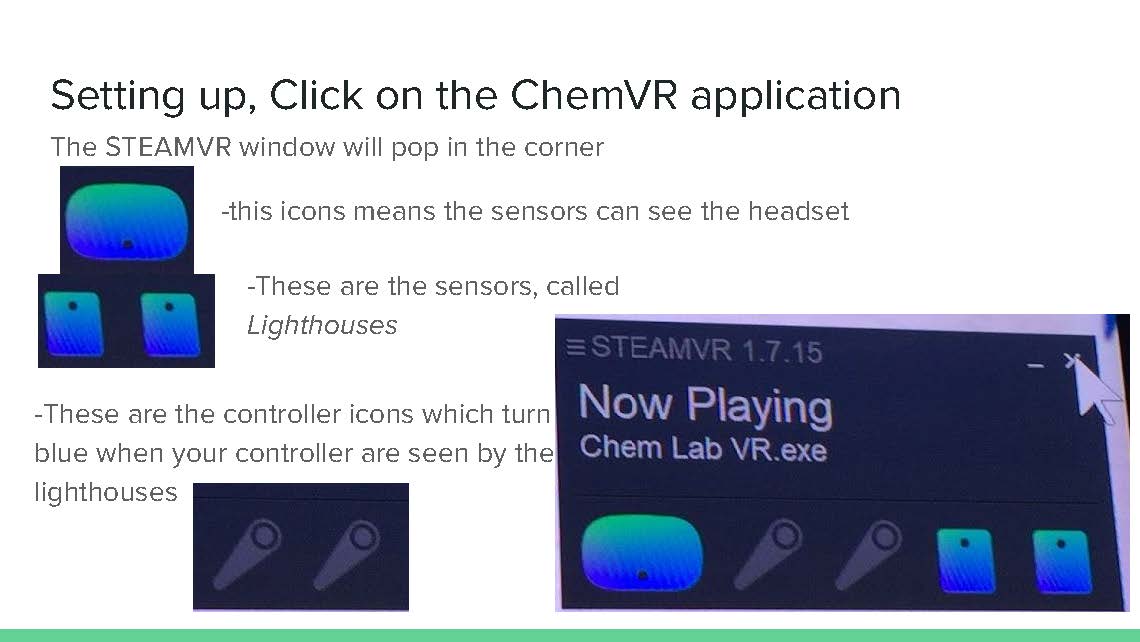 Setting up, Click on the ChemVR application
The STEAMVR window will pop in the corner
-this icons means the sensors can see the headset
-These are the sensors, called
Lighthouses
-These are the controller icons which turn
blue when your controller are seen by the
lighthouses
STEAMVR 1.7.15
Now Playing
Chem Lab VR.exe